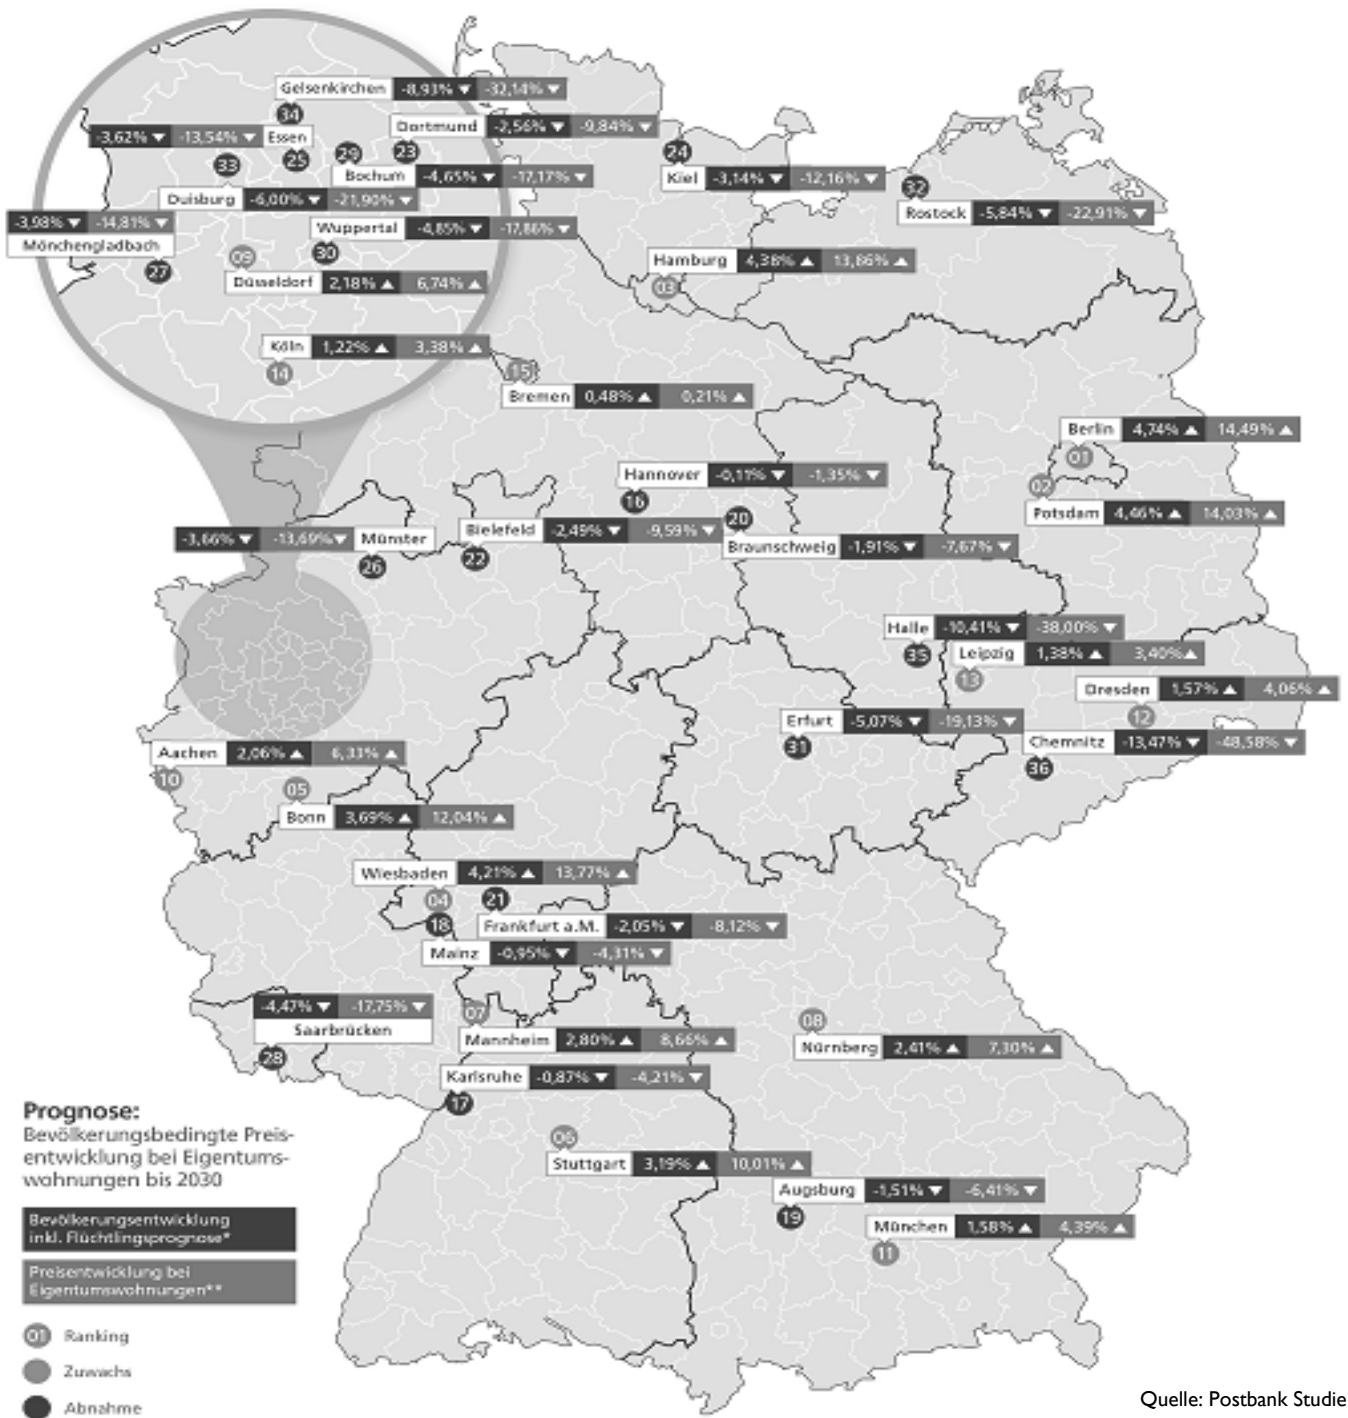 Gelsenkirchen -8,93% ▼ -32,14% ▼
34
Dortmund -2,56% ▼ -9,84% ▼
23
-3,62% ▼ -13,54% ▼ Essen
25
33
29
Bochum -4,65% ▼ -17,17% ▼
Duisburg -6,00% ▼ -21,90% ▼
-3,98% ▼ -14,81% ▼
Mönchengladbach
27
Wuppertal -4,85% ▼ -17,86% ▼
30
09
Düsseldorf 2,18% ▲ 6,74% ▲
Köln 1,22% ▲ 3,38% ▲
14
24
Kiel -3,14% ▼ -12,16% ▼
32
Rostock -5,84% ▼ -22,91% ▼
Hamburg 4,38% ▲ 13,86% ▲
03
15
Bremen 0,48% ▲ 0,21% ▲
Berlin 4,74% ▲ 14,49% ▲
01
02
Potsdam 4,46% ▲ 14,03% ▲
Hannover -0,11% ▼ -1,35% ▼
16
20
Braunschweig -1,91% ▼ -7,67% ▼
-3,66% ▼ -13,69% ▼ Münster
26
Bielefeld -2,49% ▼ -9,59% ▼
22
Halle -10,41% ▼ -38,00% ▼
35
Leipzig 1,38% ▲ 3,40% ▲
13
Dresden 1,57% ▲ 4,06% ▲
12
Erfurt -5,07% ▼ -19,13% ▼
31
Chemnitz -13,47% ▼ -48,58% ▼
36
Aachen 2,06% ▲ 6,33% ▲
10
05
Bonn 3,69% ▲ 12,04% ▲
Wiesbaden 4,21% ▲ 13,77% ▲
04
21
18
Frankfurt a.M. -2,05% ▼ -8,12% ▼
Mainz -0,95% ▼ -4,31% ▼
-4,47% ▼ -17,75% ▼
Saarbrücken
28
07
Mannheim 2,80% ▲ 8,66% ▲
08
Nürnberg 2,41% ▲ 7,30% ▲
Karlsruhe -0,87% ▼ -4,21% ▼
17
06
Stuttgart 3,19% ▲ 10,01% ▲
Augsburg -1,51% ▼ -6,41% ▼
19
München 1,58% ▲ 4,39% ▲
11
Prognose:
Bevölkerungsbedingte Preis-
entwicklung bei Eigentums-
wohnungen bis 2030
Bevölkerungsentwicklung
inkl. Flüchtlingsprognose*
Preisentwicklung bei
Eigentumswohnungen**
01 Ranking
Zuwachs
Abnahme
Quelle: Postbank Studie